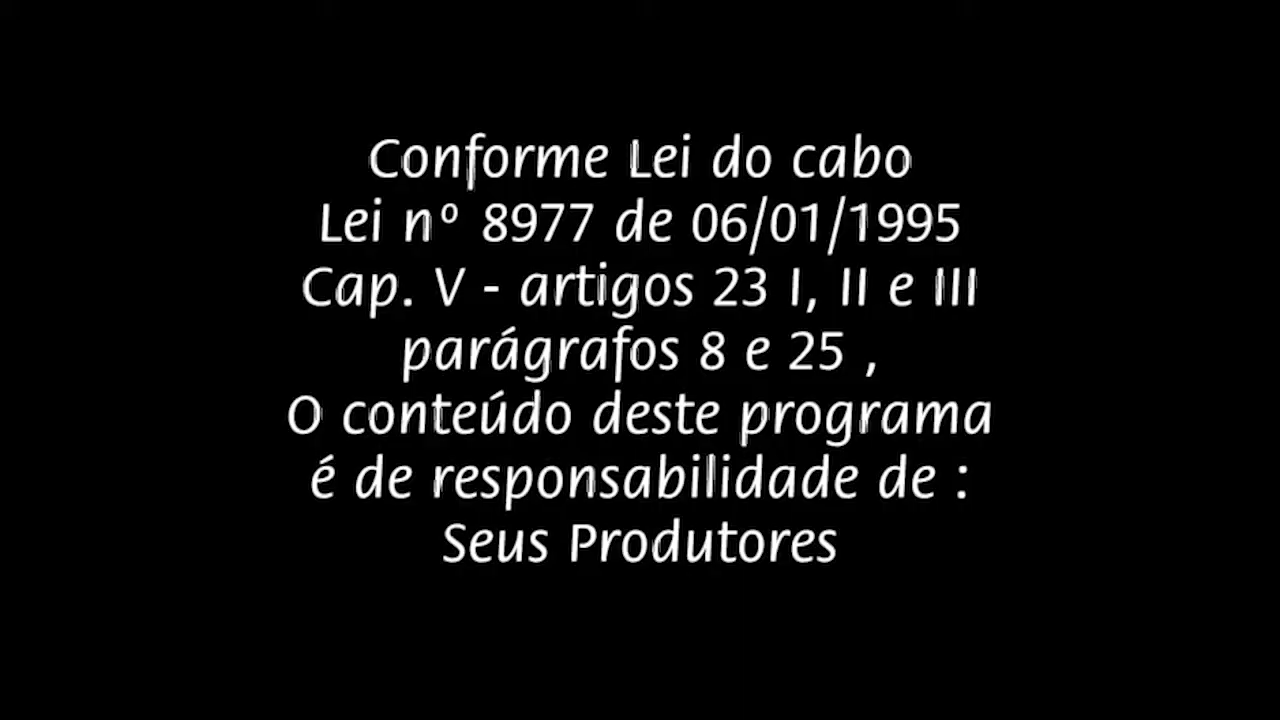 Conforme Lei do cabo
Lei nº 8977 de 06/01/1995
Cap. V - artigos 23 I, II e III
parágrafos 8 e 25 ,
O conteúdo deste programa
é de responsabilidade de :
Seus Produtores